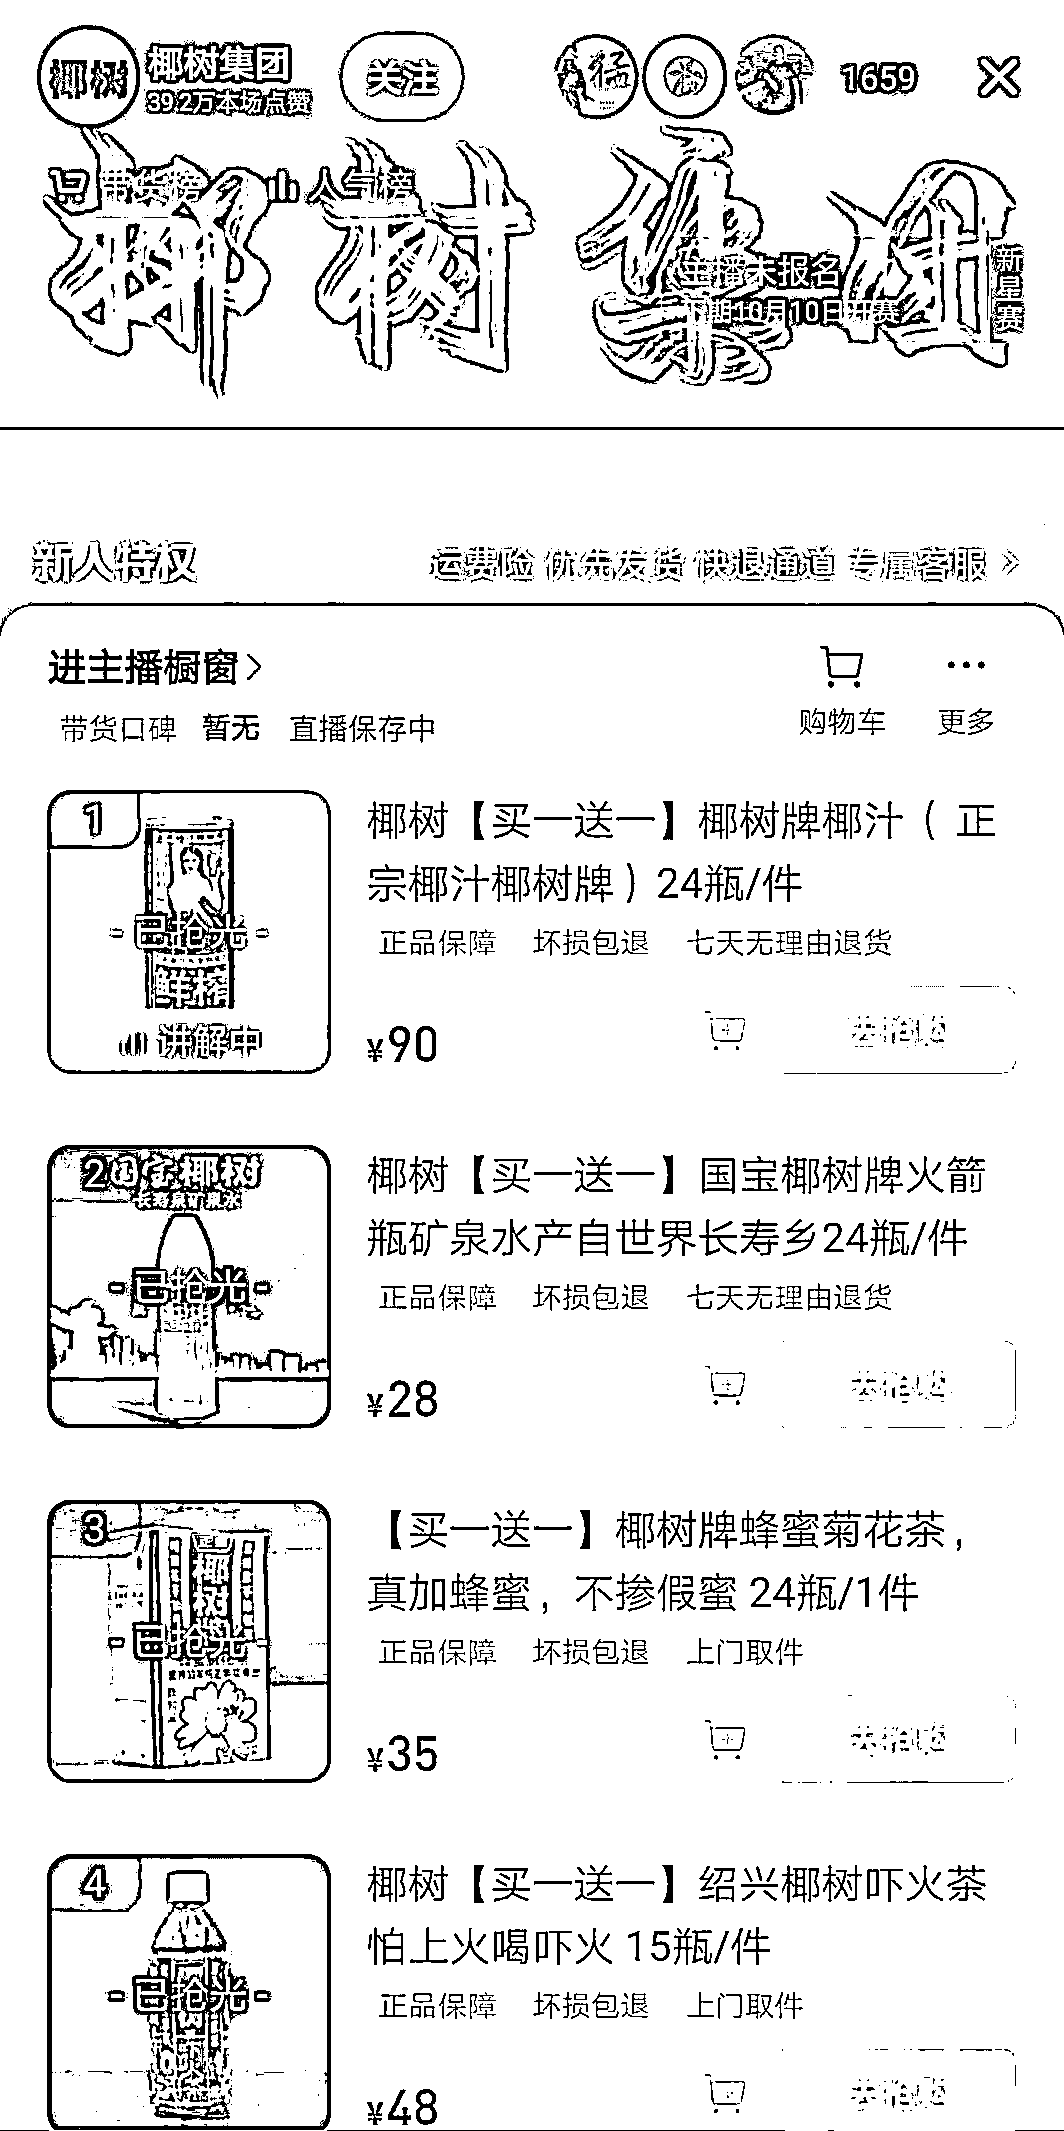 椰树
椰树集团
39.2万本场点赞
关注
猛
1659
带货榜
人气榜
椰树集团
主播未报名
下期10月10日开赛
新星赛
新人特权
运费险 优先发货 快退通道 专属客服
进主播橱窗
购物车
更多
带货口碑 暂无 直播保存中
1
已抢光
鲜榨
讲解中
椰树【买一送一】椰树牌椰汁（正
宗椰汁椰树牌）24瓶/件
正品保障 坏损包退 七天无理由退货
¥90
去抢购
2
国宝椰树
已抢光
椰树【买一送一】国宝椰树牌火箭
瓶矿泉水产自世界长寿乡24瓶/件
正品保障 坏损包退 七天无理由退货
¥28
去抢购
3
椰树
已抢光
【买一送一】椰树牌蜂蜜菊花茶，
真加蜂蜜，不掺假蜜 24瓶/1件
正品保障 坏损包退 上门取件
¥35
去抢购
4
已抢光
椰树【买一送一】绍兴椰树吓火茶
怕上火喝吓火 15瓶/件
正品保障 坏损包退 上门取件
¥48
去抢购